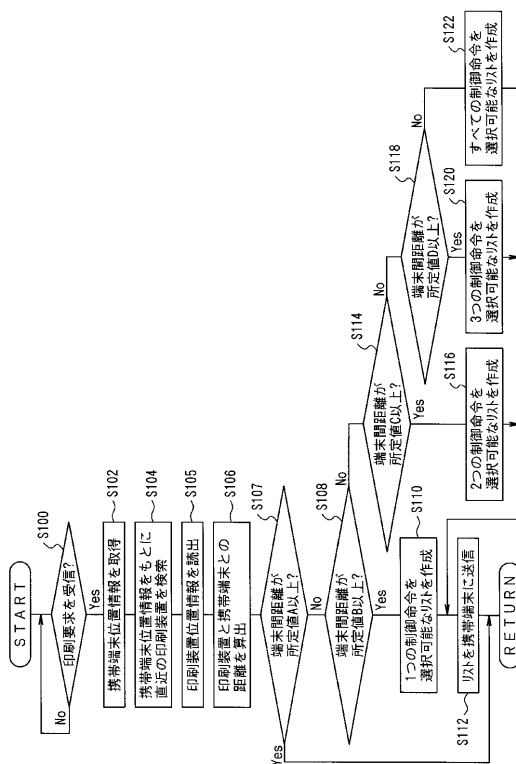 START
S100
印刷要求を受信?
No
Yes
S102
携帯端末位置情報を取得
S104
携帯端末位置情報をもとに
直近の印刷装置を検索
S105
印刷装置位置情報を読出
S106
印刷装置と携帯端末との
距離を算出
S107
端末間距離が
所定値A以上?
Yes
No
S108
端末間距離が
所定値B以上?
No
Yes
S110
1つの制御命令を
選択可能なリストを作成
S112
リストを携帯端末に送信
RETURN
S114
端末間距離が
所定値C以上?
No
Yes
S116
2つの制御命令を
選択可能なリストを作成
S118
端末間距離が
所定値D以上?
No
Yes
S120
3つの制御命令を
選択可能なリストを作成
S122
すべての制御命令を
選択可能なリストを作成